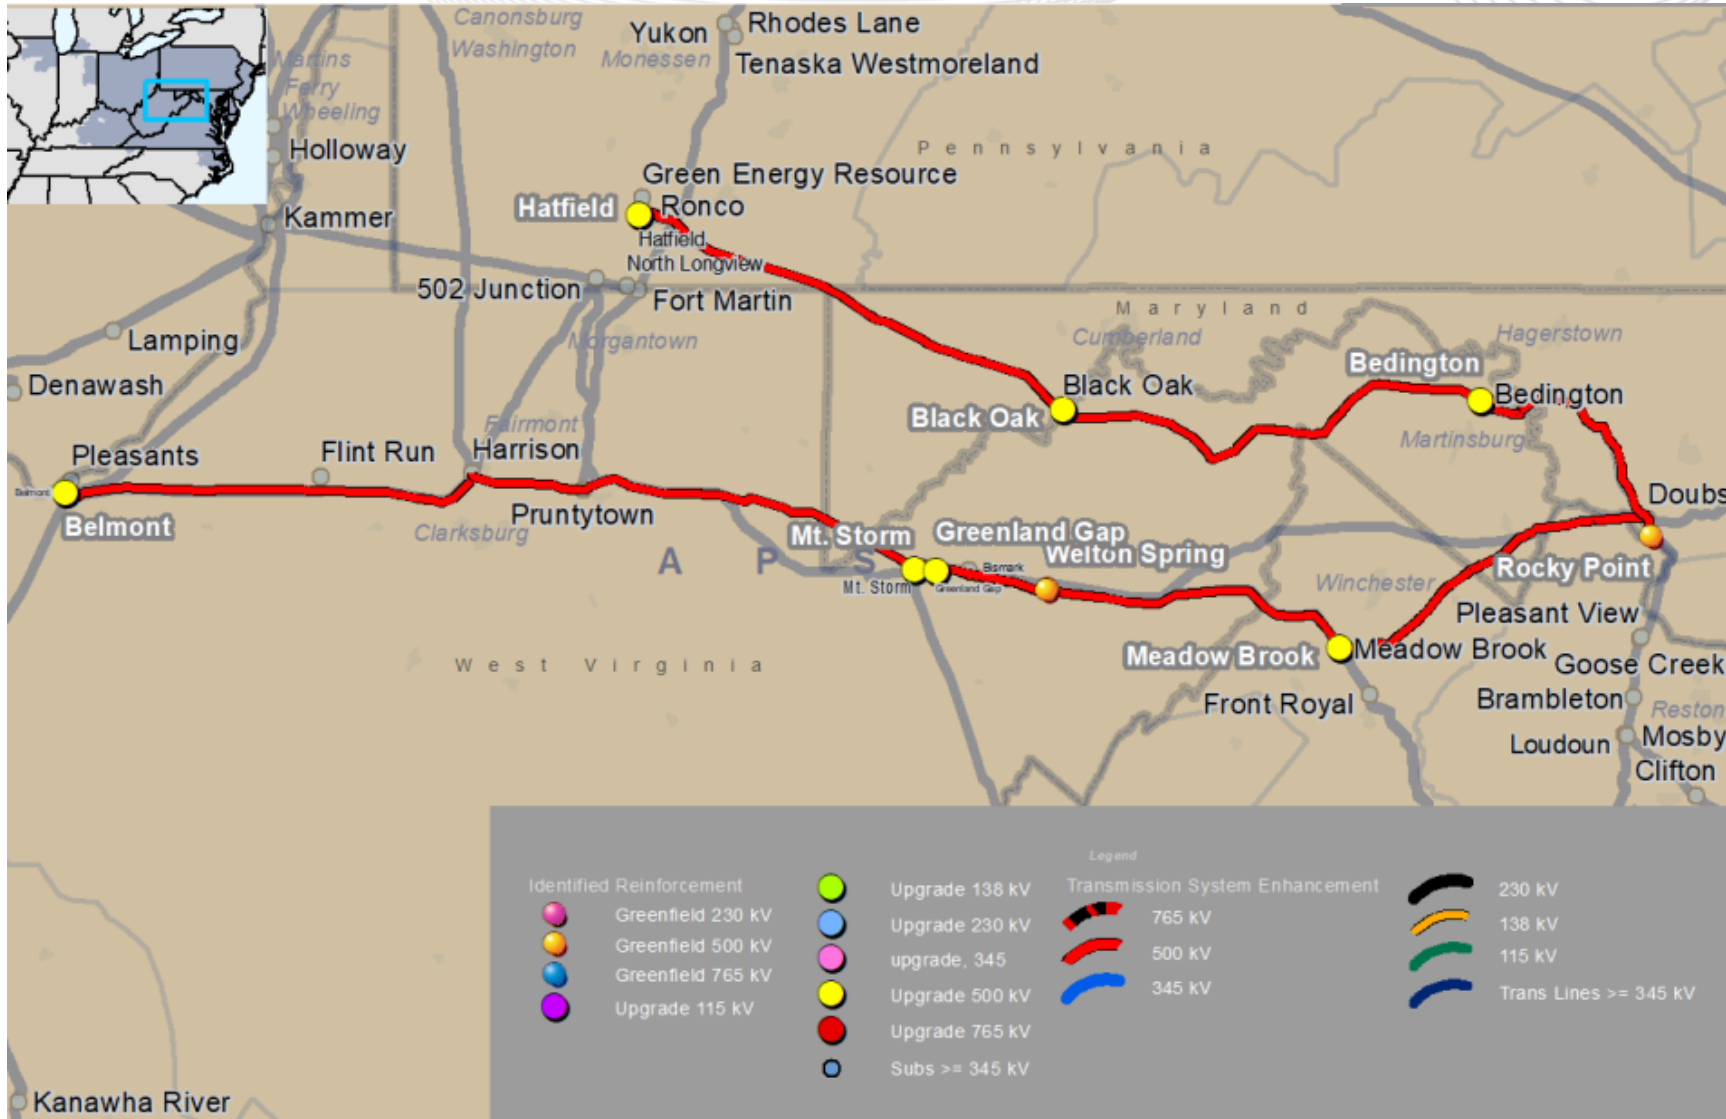 Canonsburg
Washington
Yukon
Rhodes Lane
Monessen
Tenaska Westmoreland
Martins
Ferry
Wheeling
Holloway
Pennsylvania
Green Energy Resource
Hatfield
Ronco
Kammer
Hatfield
North Longview
502 Junction
Fort Martin
Maryland
Lamping
Morgantown
Cumberland
Hagerstown
Denawash
Black Oak
Bedington
Bedington
Black Oak
Fairmont
Martinsburg
Pleasants
Flint Run
Harrison
Belmont
Doubs
Belmont
Pruntytown
Clarksburg
Mt. Storm
Greenland Gap
Welton Spring
APS
Bismark
Mt. Storm
Greenland Gap
Winchester
Rocky Point
Pleasant View
West Virginia
Meadow Brook
Meadow Brook
Goose Creek
Front Royal
Brambleton
Reston
Loudoun
Mosby
Clifton
Legend
Identified Reinforcement
Greenfield 230 kV
Greenfield 500 kV
Greenfield 765 kV
Upgrade 115 kV
Upgrade 138 kV
Upgrade 230 kV
upgrade, 345
Upgrade 500 kV
Upgrade 765 kV
Subs >= 345 kV
Transmission System Enhancement
765 kV
500 kV
345 kV
230 kV
138 kV
115 kV
Trans Lines >= 345 kV
Kanawha River